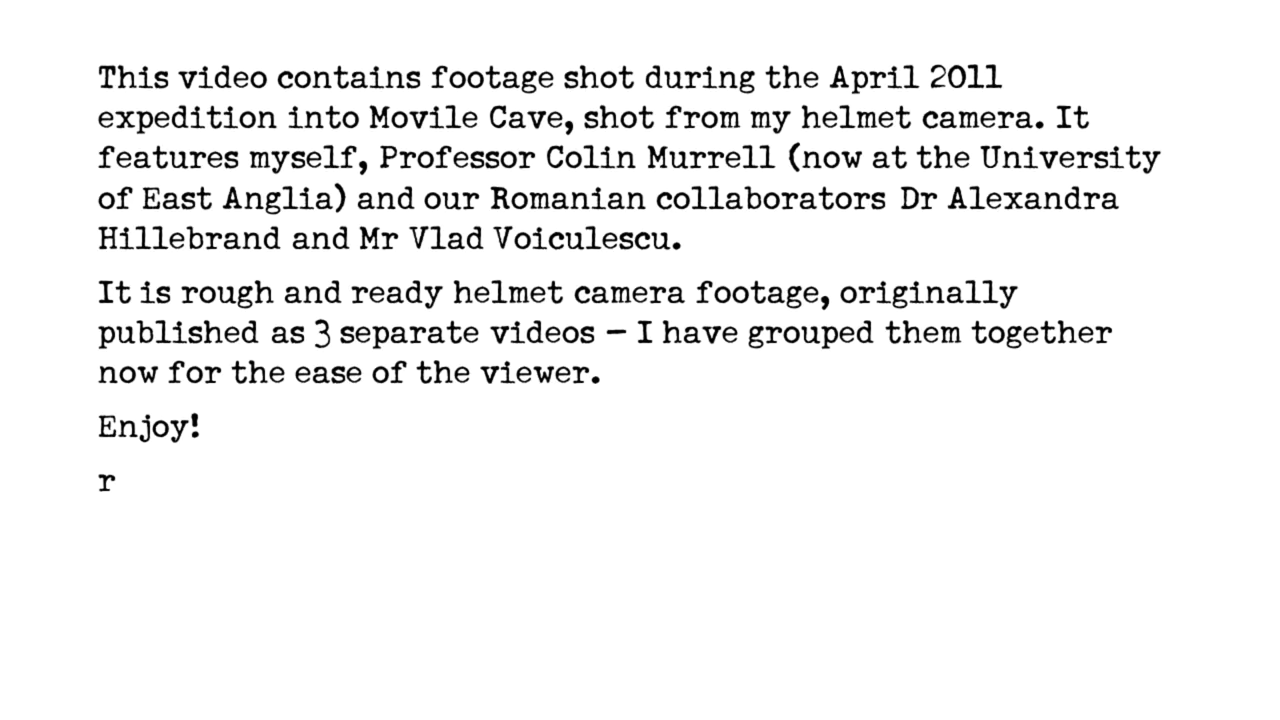 This video contains footage shot during the April 2011
expedition into Movile Cave, shot from my helmet camera. It
features myself, Professor Colin Murrell (now at the University
of East Anglia) and our Romanian collaborators Dr Alexandra
Hillebrand and Mr Vlad Voiculescu.
It is rough and ready helmet camera footage, originally
published as 3 separate videos – I have grouped them together
now for the ease of the viewer.
Enjoy!
r